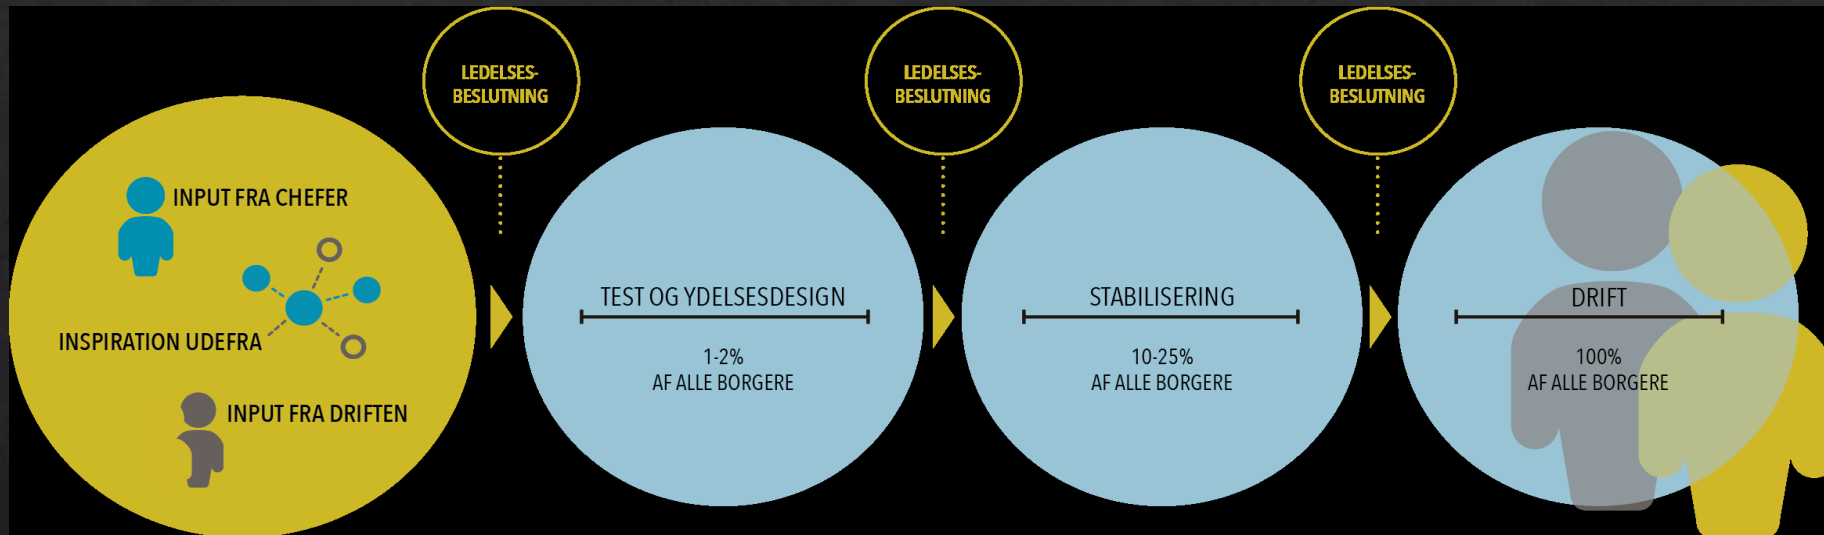 INPUT FRA CHEFER
INSPIRATION UDEFRA
INPUT FRA DRIFTEN
LEDELSES-
BESLUTNING
TEST OG YDELSESDESIGN
1-2%
AF ALLE BORGERE
LEDELSES-
BESLUTNING
STABILISERING
10-25%
AF ALLE BORGERE
LEDELSES-
BESLUTNING
DRIFT
100%
AF ALLE BORGERE